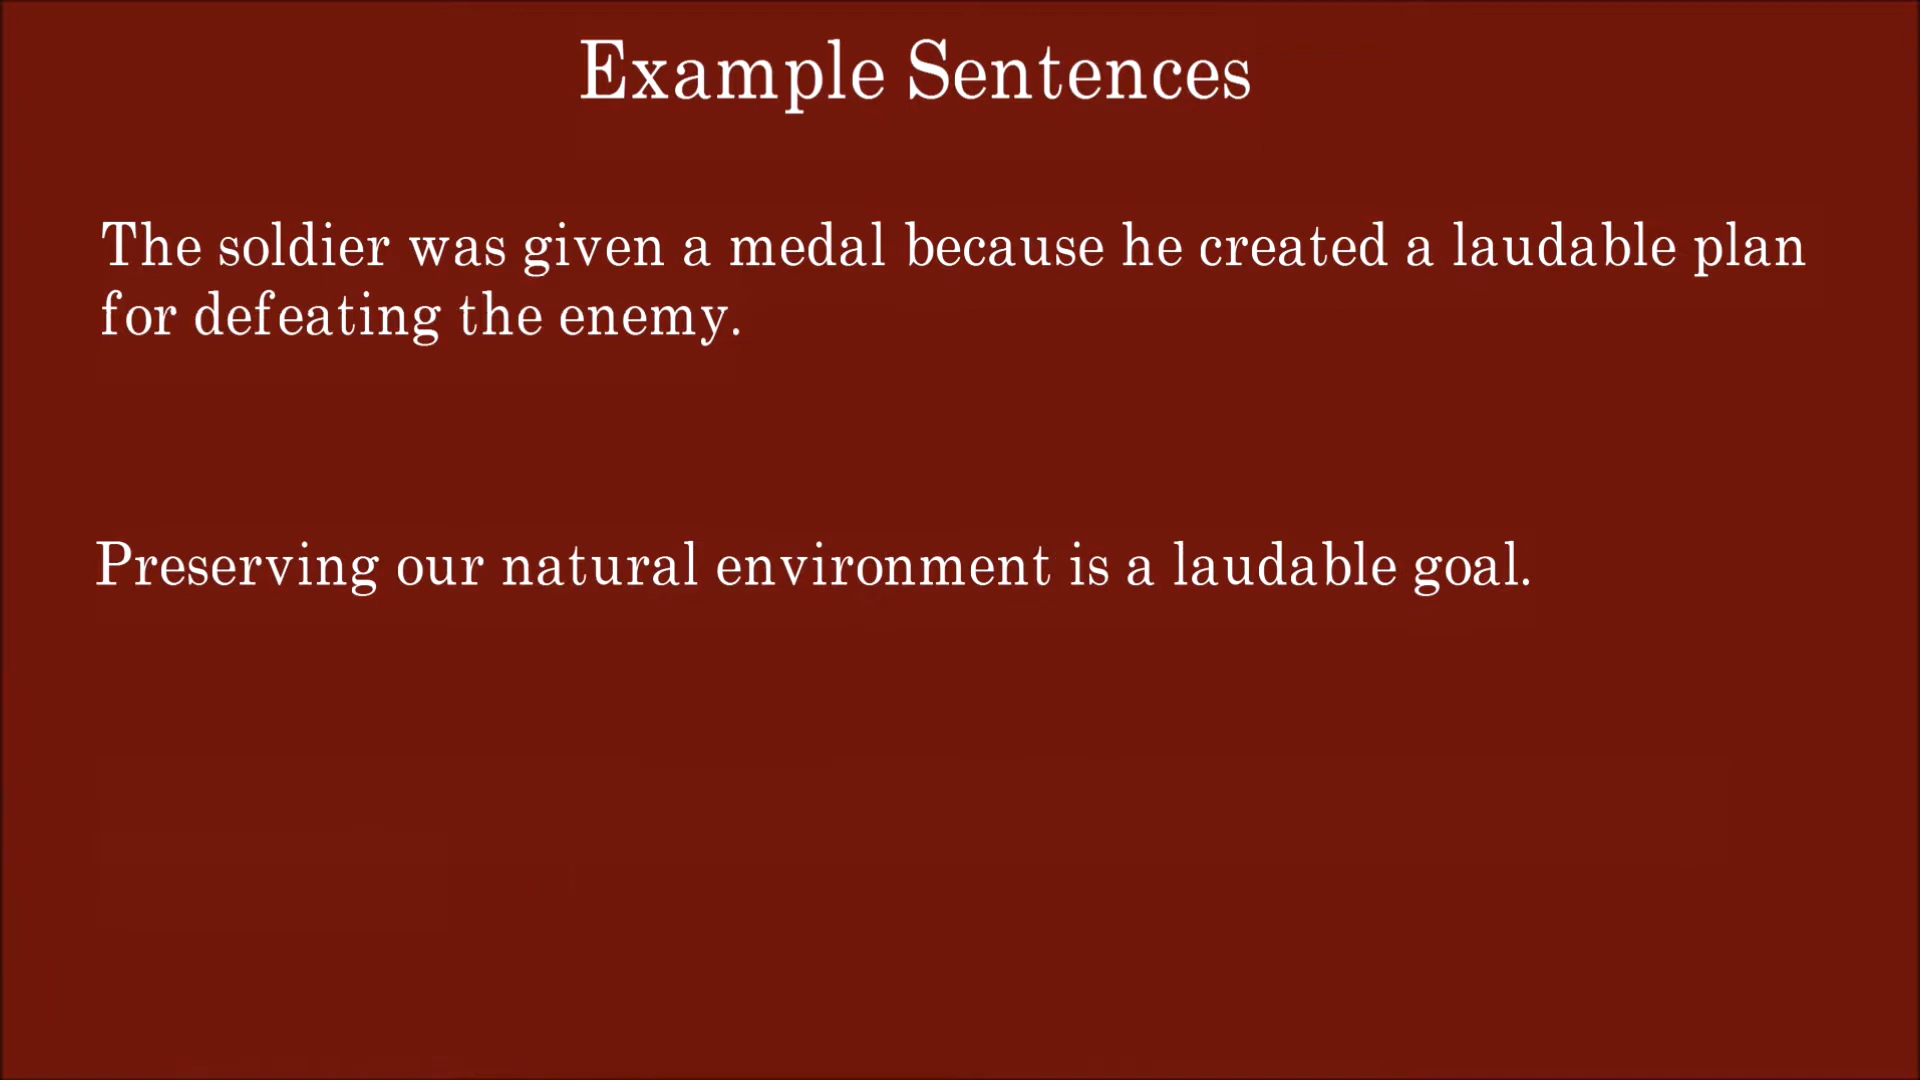 Example Sentences
The soldier was given a medal because he created a laudable plan
for defeating the enemy.
Preserving our natural environment is a laudable goal.